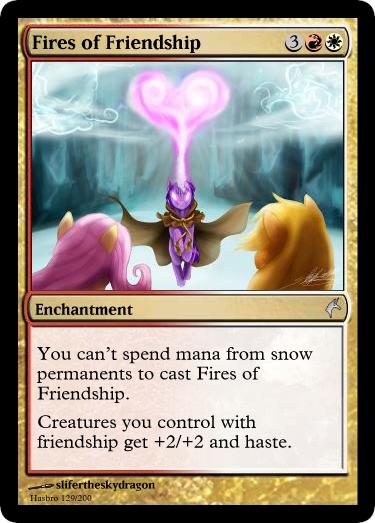 Fires of Friendship 3
Enchantment
You can't spend mana from snow
permanents to cast Fires of
Friendship.
Creatures you control with
friendship get +2/+2 and haste.
slifertheskydragon
Hasbro 129/200